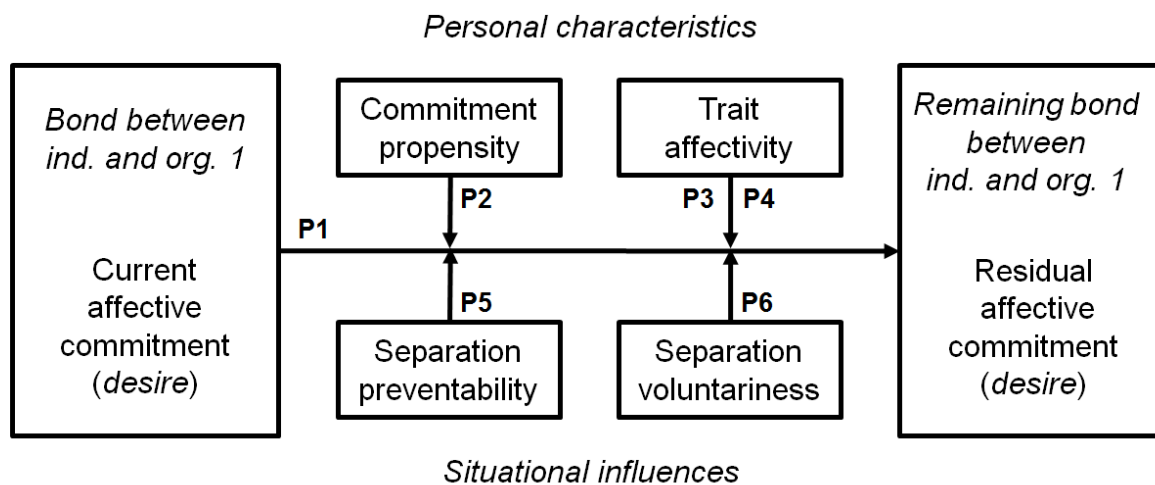 Personal characteristics
Bond between
ind. and org. 1
Current
affective
commitment
(desire)
Commitment
propensity
Trait
affectivity
P2
P3
P4
P1
P5
P6
Separation
preventability
Separation
voluntariness
Remaining bond
between
ind. and org. 1
Residual
affective
commitment
(desire)
Situational influences